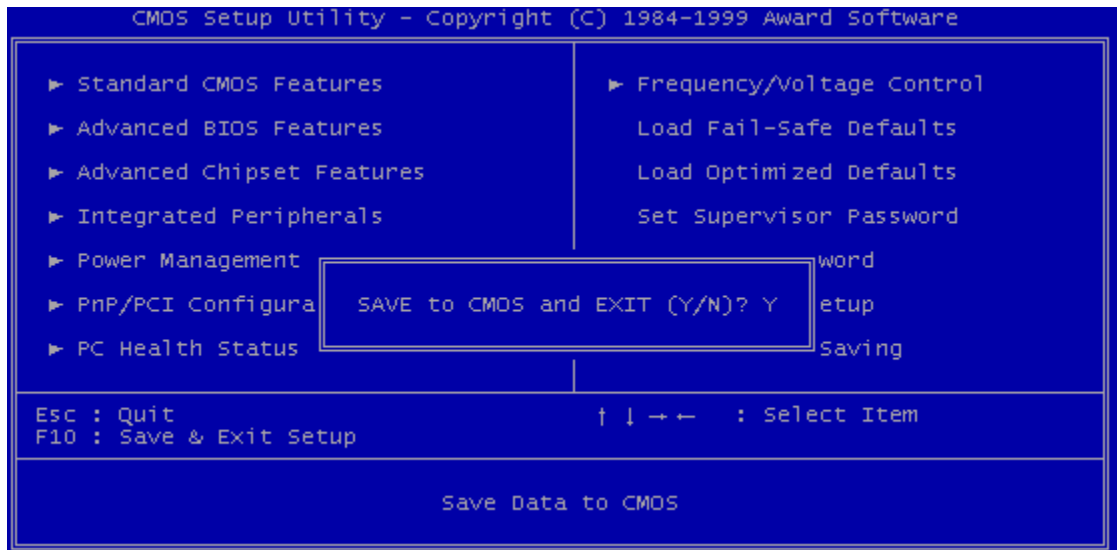 CMOS Setup Utility – Copyright (C) 1984–1999 Award Software
► Standard CMOS Features
► Advanced BIOS Features
► Advanced Chipset Features
► Integrated Peripherals
► Power Management
► PnP/PCI Configura
► PC Health Status
► Frequency/Voltage Control
Load Fail–Safe Defaults
Load Optimized Defaults
Set Supervisor Password
word
etup
Saving
SAVE to CMOS and EXIT (Y/N)? Y
Esc : Quit
F10 : Save & Exit Setup
↑ ↓ → ← : Select Item
Save Data to CMOS